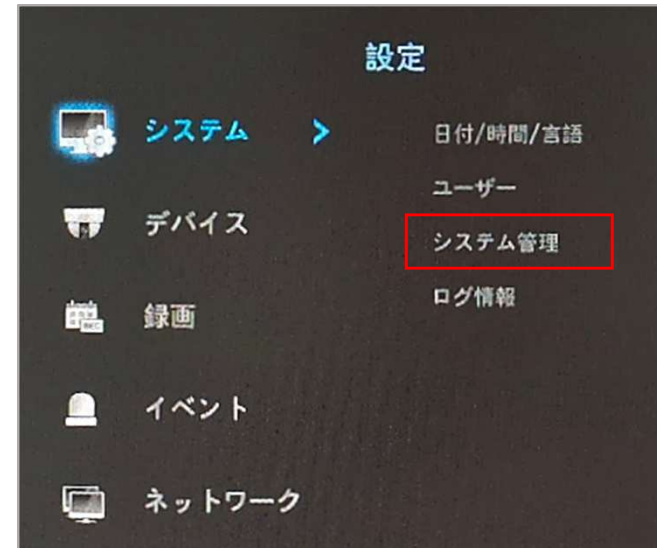 設定
システム >
日付/時間/言語
ユーザー
システム管理
ログ情報
デバイス
録画
イベント
ネットワーク